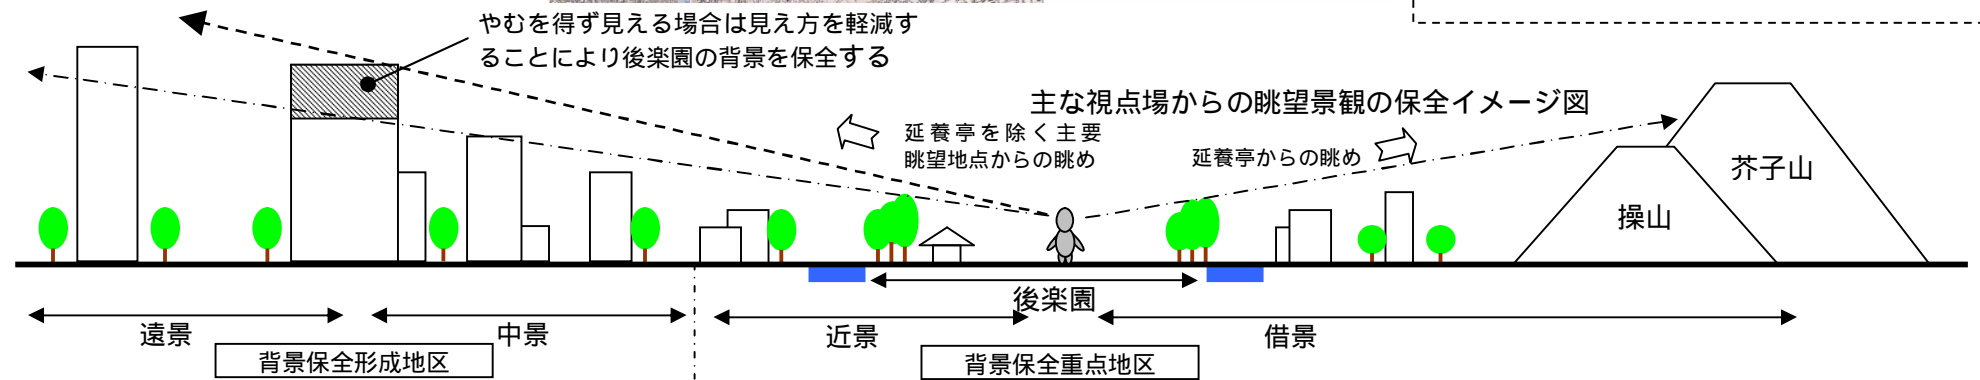 やむを得ず見える場合は見え方を軽減す
ることにより後楽園の背景を保全する
主な視点場からの眺望景観の保全イメージ図
延養亭を除く主要
眺望地点からの眺め
延養亭からの眺め
芥子山
操山
後楽園
遠景
中景
近景
借景
背景保全形成地区
背景保全重点地区